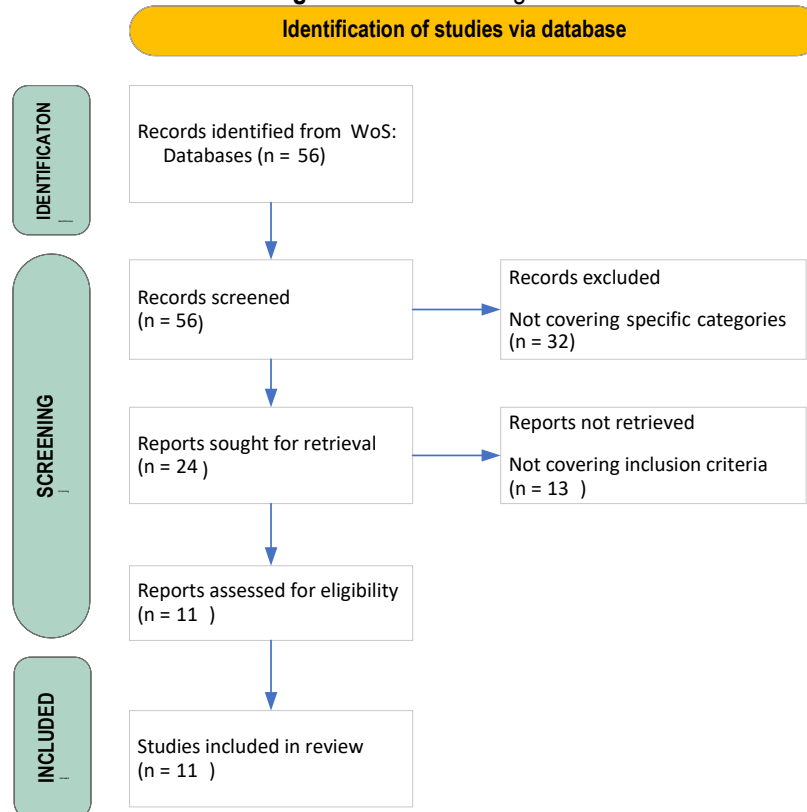 Identification of studies via database
IDENTIFICATON
Records identified from WoS:
Databases (n = 56)
Records screened
(n = 56)
Records excluded
Not covering specific categories
(n = 32)
SCREENING
Reports sought for retrieval
(n = 24 )
Reports not retrieved
Not covering inclusion criteria
(n = 13 )
Reports assessed for eligibility
(n = 11 )
INCLUDED
Studies included in review
(n = 11 )